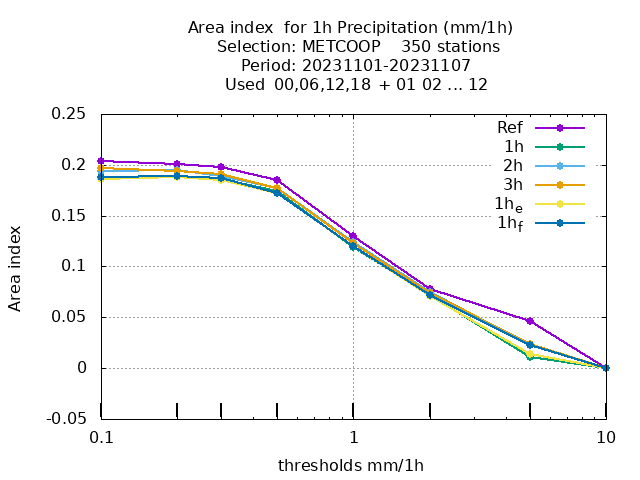 Area index  for 1h Precipitation (mm/1h)
Selection: METCOOP    350 stations
Period: 20231101-20231107
Used  00,06,12,18 + 01 02 ... 12
0.25
0.2
0.15
0.1
0.05
0
-0.05
Area index
Ref
1h
2h
3h
1he
1hf
0.1 1 10
thresholds mm/1h